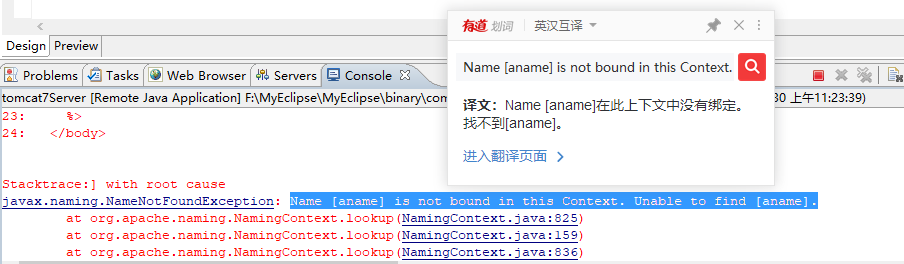 有道 划词 英汉互译
Design Preview
Name [aname] is not bound in this Context.
Problems Tasks Web Browser Servers Console
tomcat7Server [Remote Java Application] F:\MyEclipse\MyEclipse\binary\com
30 上午11:23:39)
译文：Name [aname]在此上下文中没有绑定。
找不到[aname]。
进入翻译页面
23: %>
24: </body>
Stacktrace:] with root cause
javax.naming.NameNotFoundException: Name [aname] is not bound in this Context. Unable to find [aname].
at org.apache.naming.NamingContext.lookup(NamingContext.java:825)
at org.apache.naming.NamingContext.lookup(NamingContext.java:159)
at org.apache.naming.NamingContext.lookup(NamingContext.java:836)